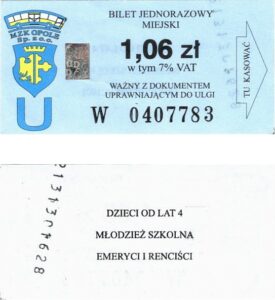 MZK OPOLE
Sp. z o.o.
U
BILET JEDNORAZOWY
MIEJSKI
1,06 zł
w tym 7% VAT
WAŻNY Z DOKUMENTEM
UPRAWNIAJĄCYM DO ULGI
W 0407783
TU KASOWAĆ
DZIECI OD LAT 4
MŁODZIEŻ SZKOLNA
EMERYCI I RENCIŚCI